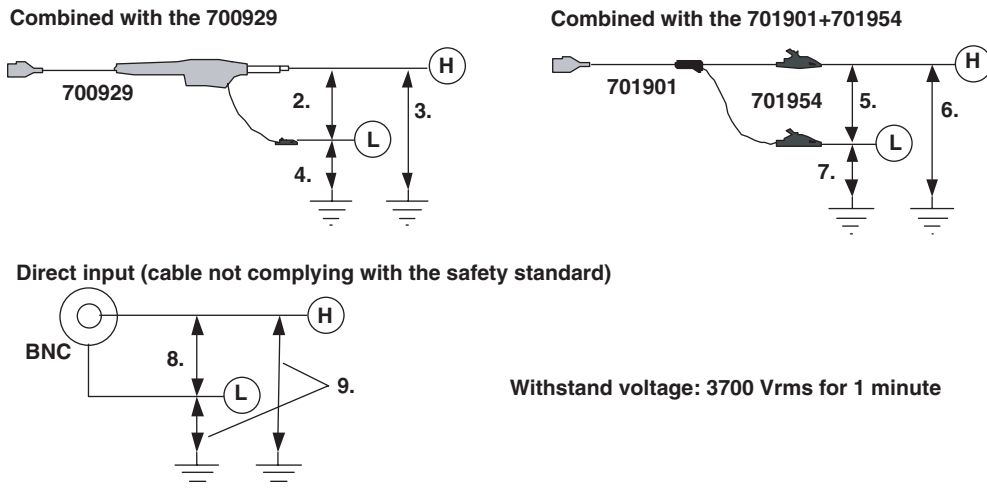 Combined with the 700929
H
700929
2.
3.
L
4.
Combined with the 701901+701954
H
701901
701954
5.
6.
L
7.
Direct input (cable not complying with the safety standard)
H
BNC
8.
L
9.
Withstand voltage: 3700 Vrms for 1 minute